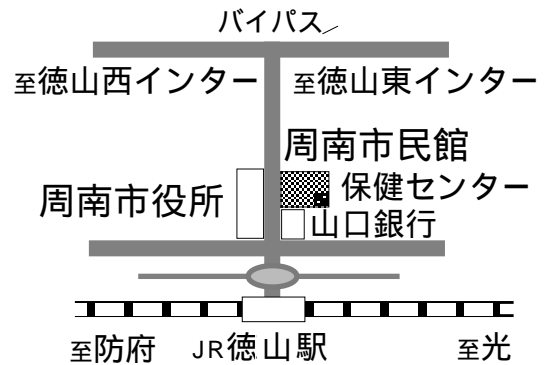 バイパス
至徳山西インター 至徳山東インター
周南市民館
保健センター
周南市役所
山口銀行
至防府 JR徳山駅 至光